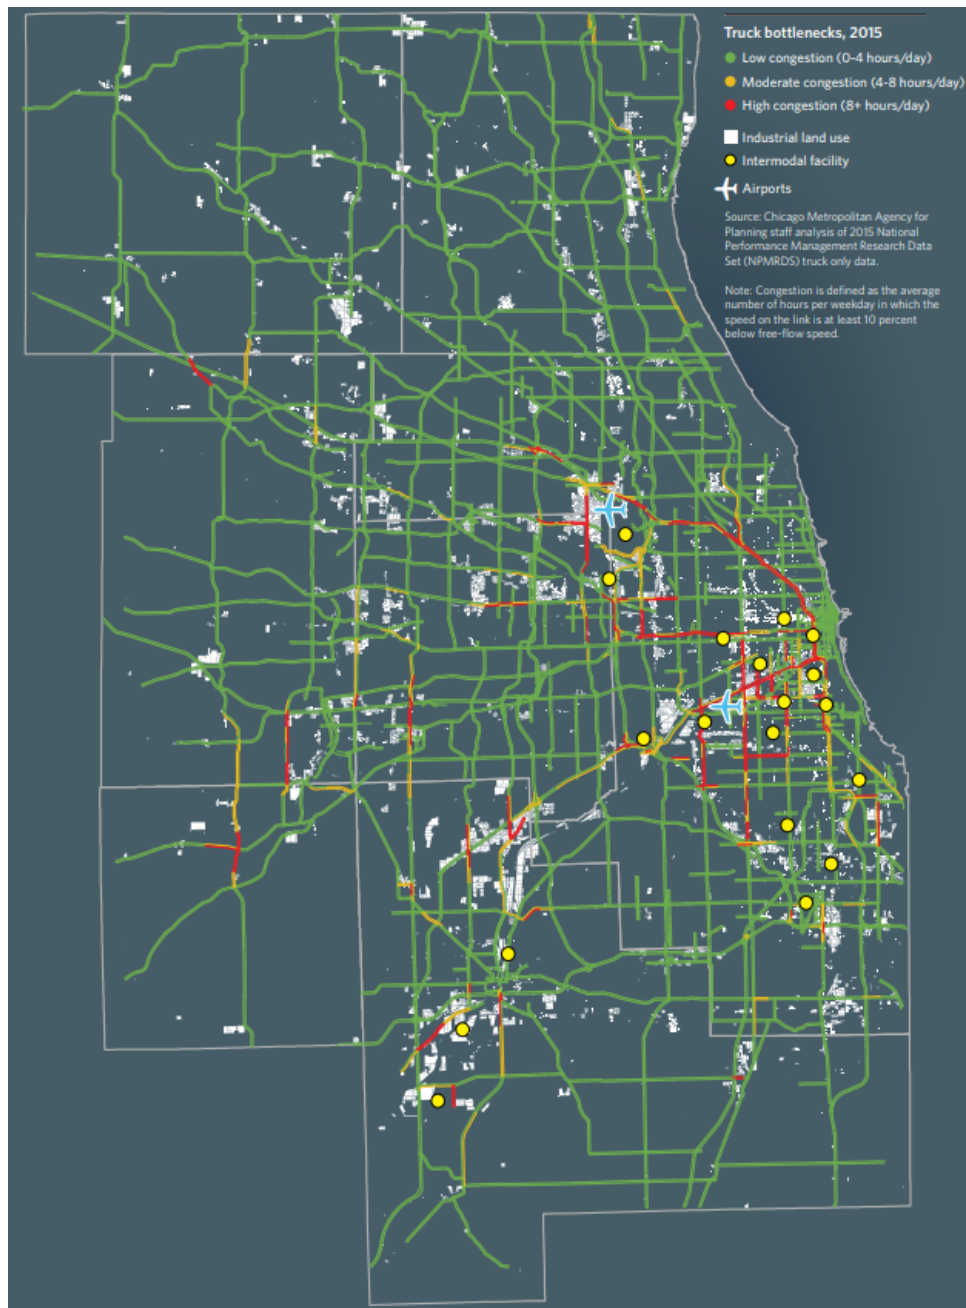 Truck bottlenecks, 2015
Low congestion (0-4 hours/day)
Moderate congestion (4-8 hours/day)
High congestion (8+ hours/day)
Industrial land use
Intermodal facility
Airports
Source: Chicago Metropolitan Agency for
Planning staff analysis of 2015 National
Performance Management Research Data
Set (NPMRDS) truck only data.
Note: Congestion is defined as the average
number of hours per weekday in which the
speed on the link is at least 10 percent
below free-flow speed.